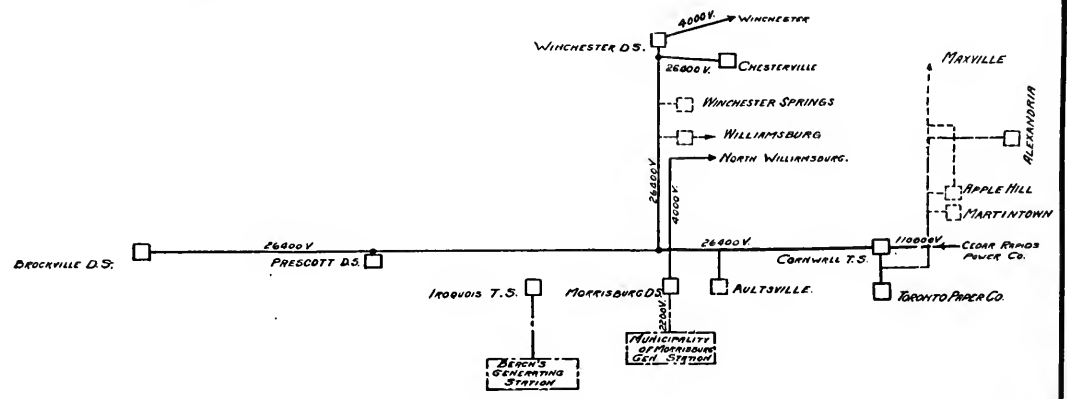 4000 V.
WINCHESTER
WINCHESTER D.S.
26400 V.
CHESTERVILLE
MAXVILLE
WINCHESTER SPRINGS
WILLIAMSBURG
ALEXANDRIA
NORTH WILLIAMSBURG.
26400 V.
4000 V.
APPLE HILL
MARTINTOWN
26400 V.
26400 V.
110000 V.
CEDAR RAPIDS
POWER CO.
BROCKVILLE D.S.
PRESCOTT D.S.
CORNWALL T.S.
IROQUOIS T.S.
MORRISBURG D.S.
AULTSVILLE.
TORONTO PAPER CO.
2200 V.
MUNICIPALITY
OF MORRISBURG
GEN STATION
BEACH'S
GENERATING
STATION